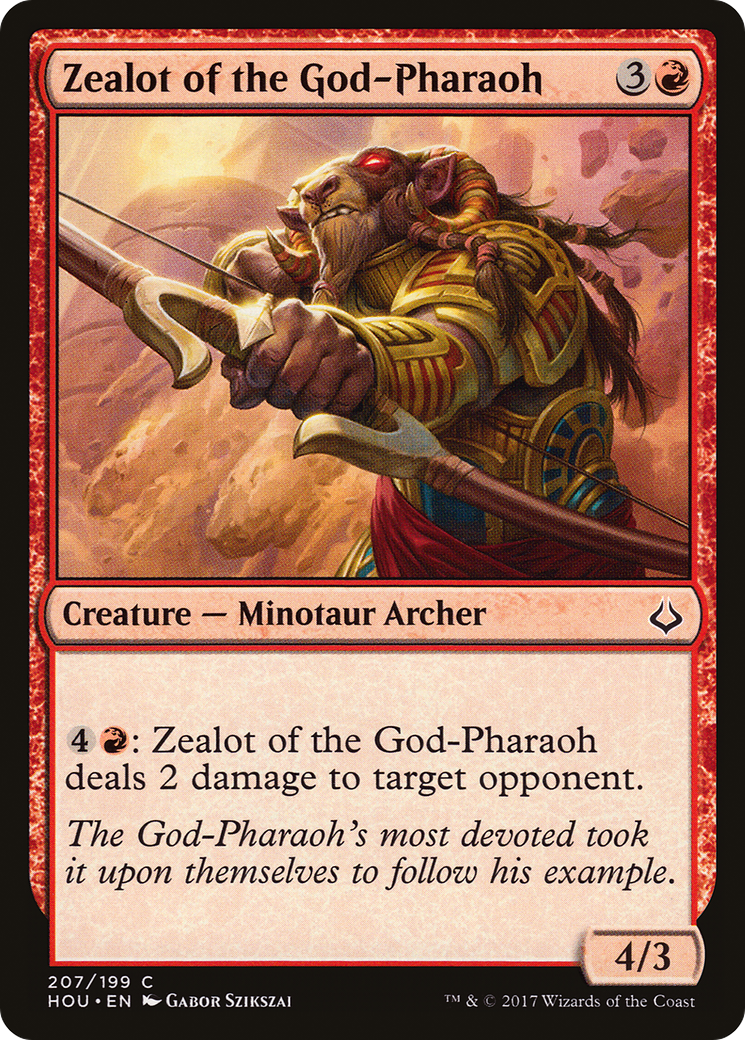 Zealot of the God-Pharaoh 3
Creature — Minotaur Archer
4: Zealot of the God-Pharaoh
deals 2 damage to target opponent.
The God-Pharaoh's most devoted took
it upon themselves to follow his example.
4/3
207/199 C
HOU • EN Gabor Szikszai
™ & © 2017 Wizards of the Coast